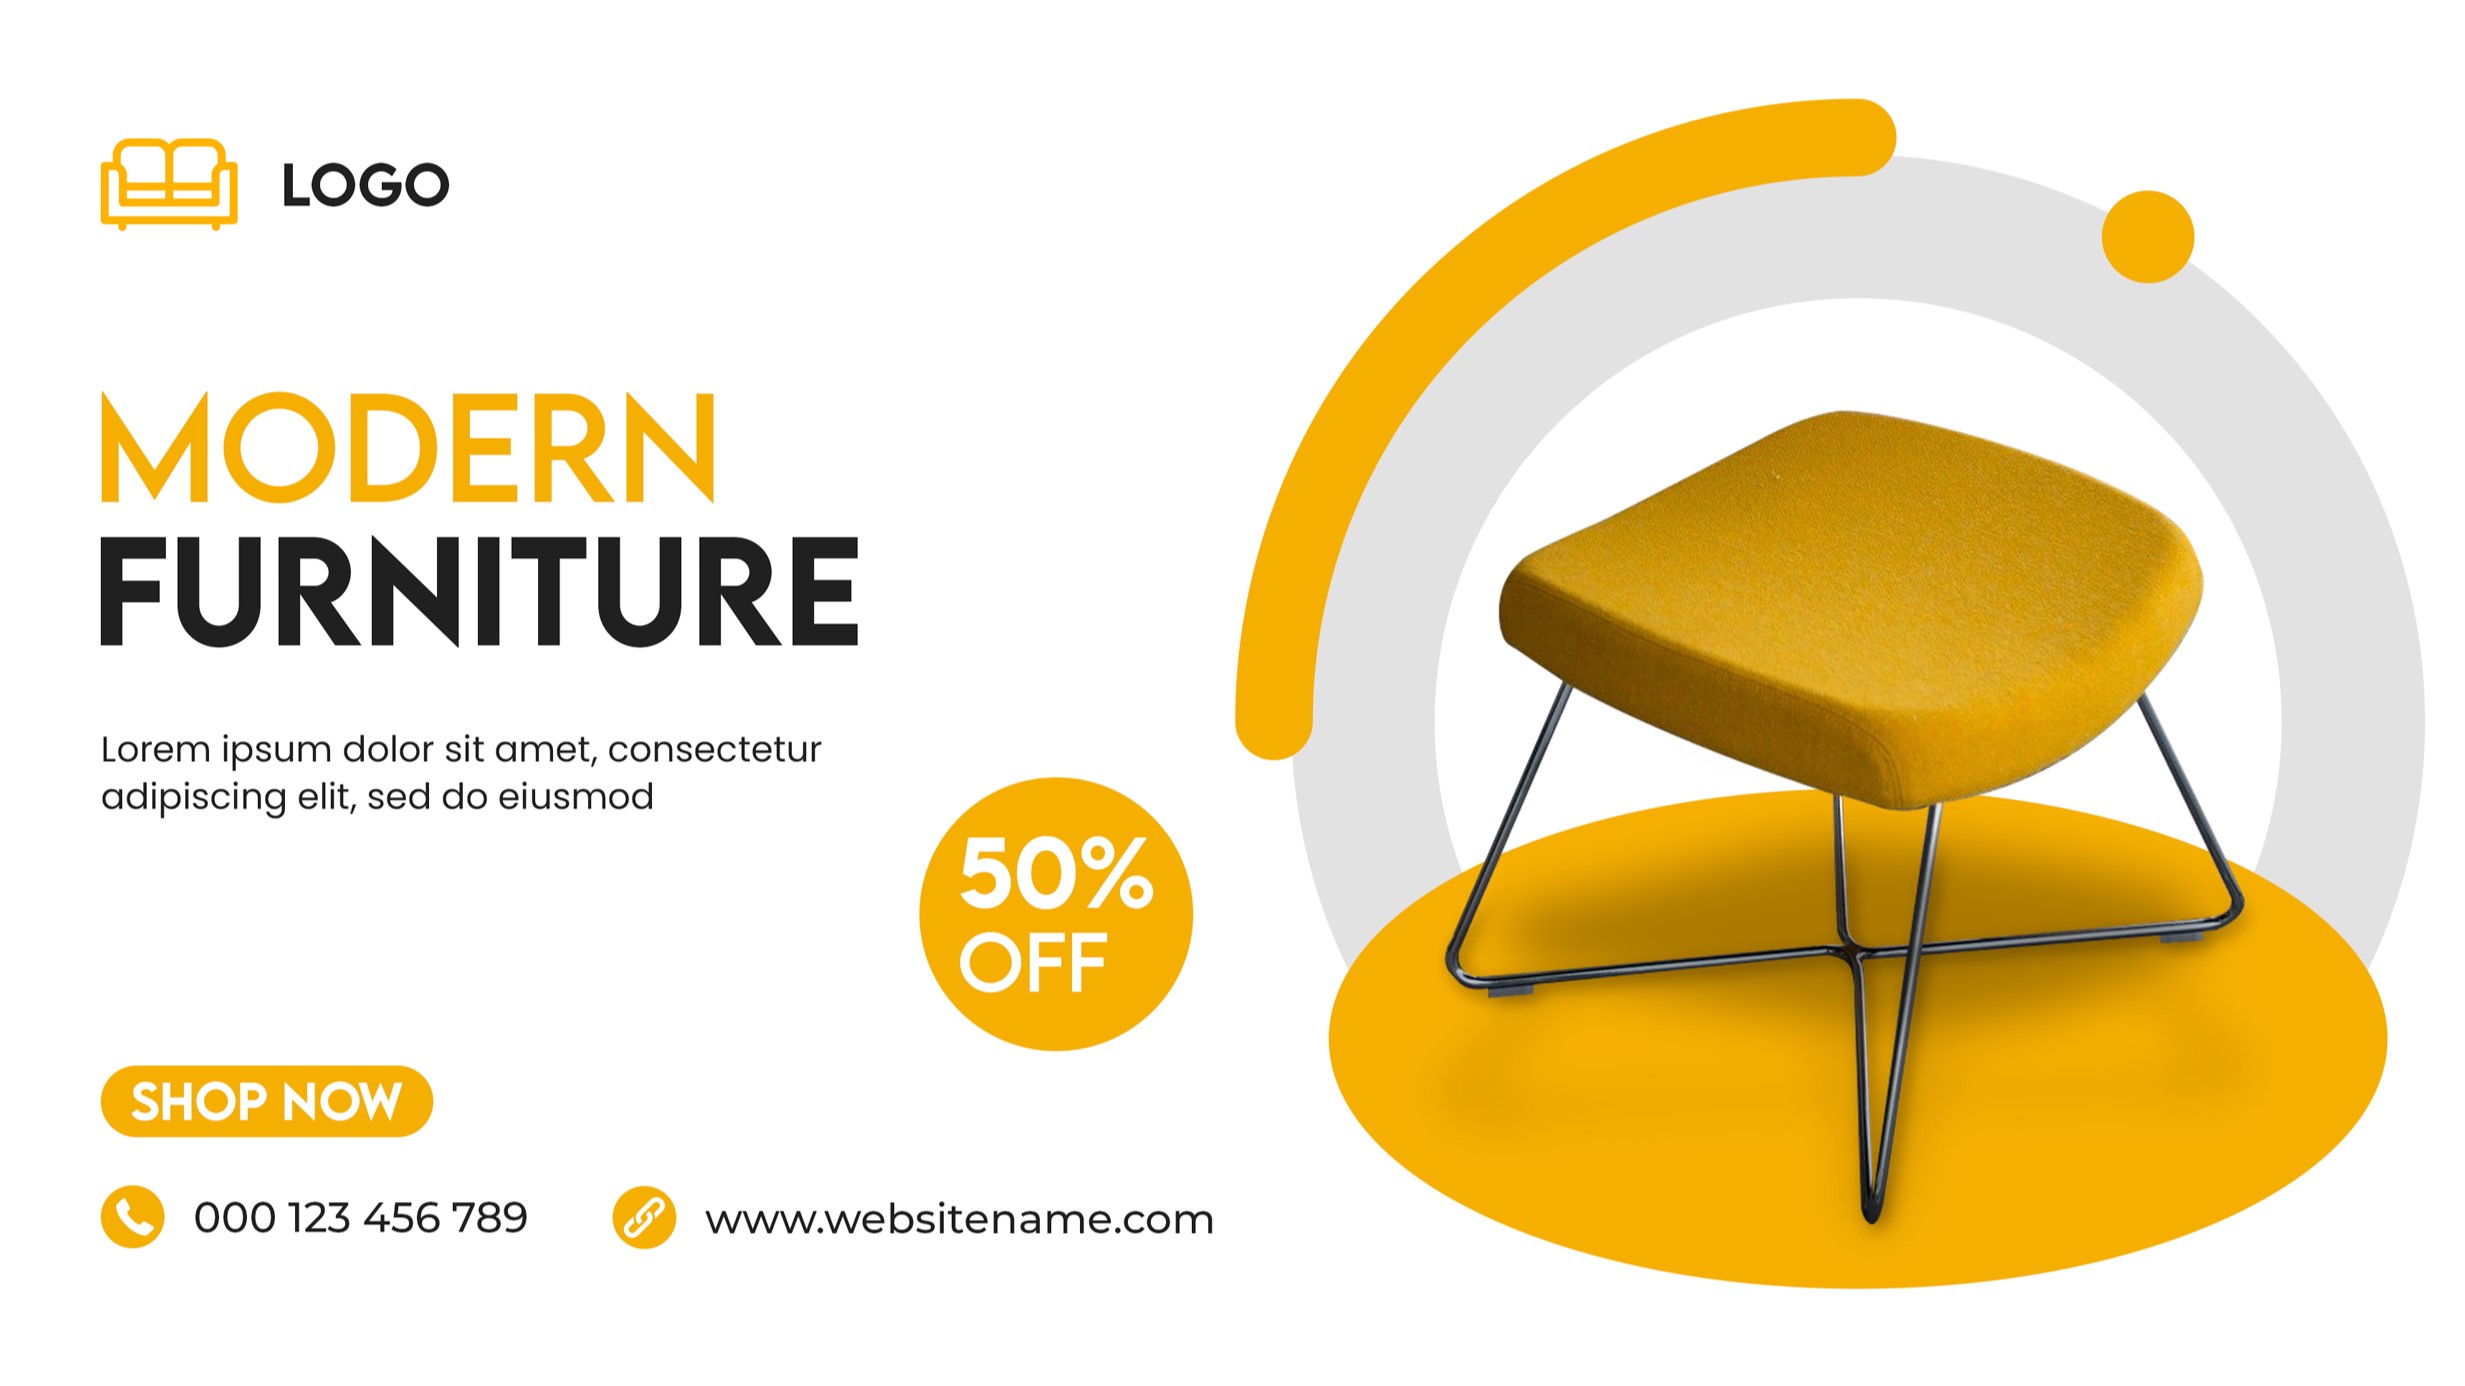 LOGO
MODERN
FURNITURE
Lorem ipsum dolor sit amet, consectetur
adipiscing elit, sed do eiusmod
50%
OFF
SHOP NOW
000 123 456 789
www.websitename.com